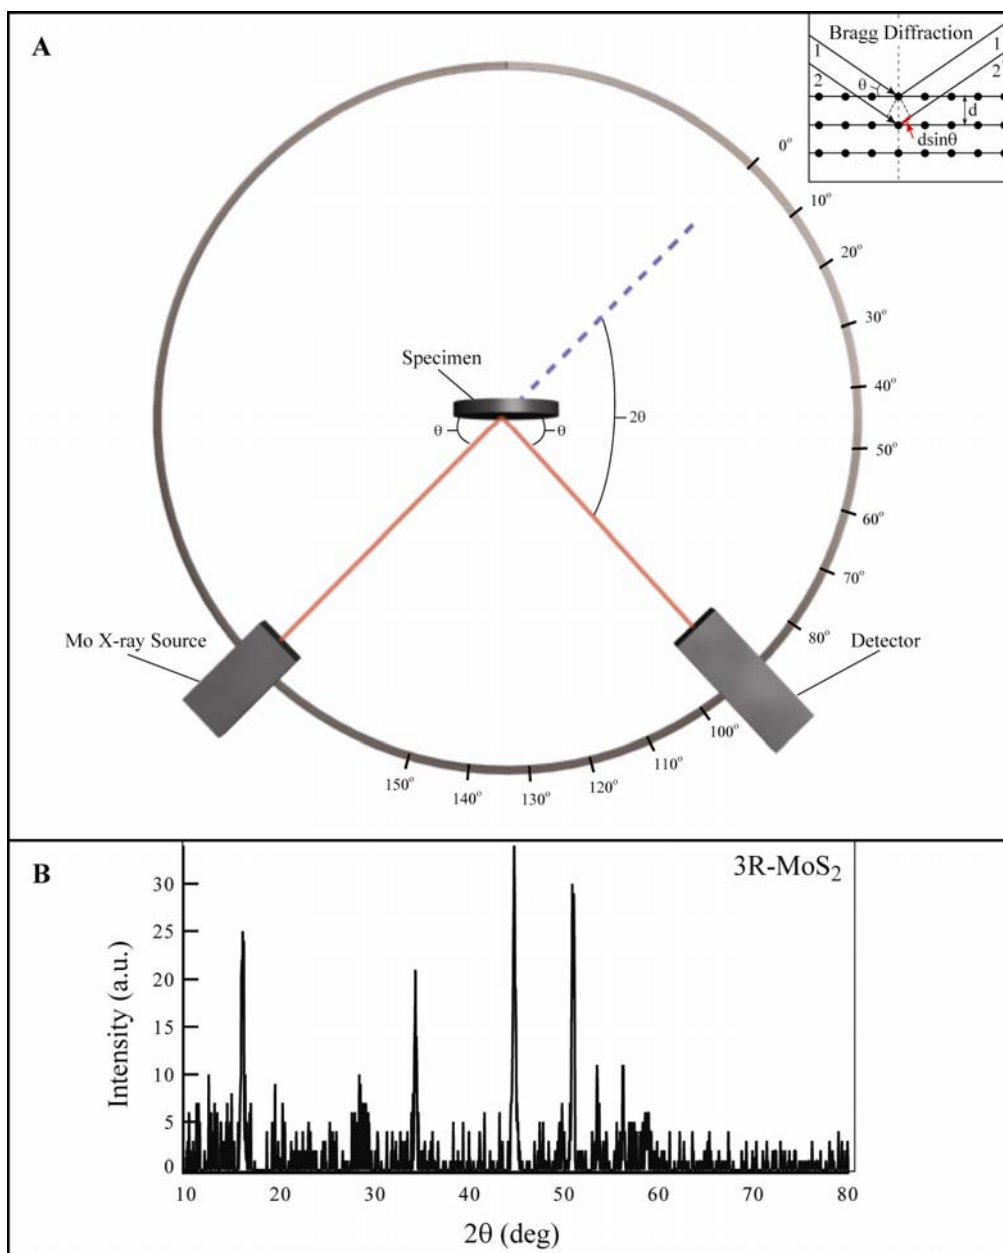 A
Bragg Diffraction
1
1'
2
2'
θ
d
dsinθ
0°
10°
20°
30°
40°
50°
60°
70°
80°
100°
110°
120°
130°
140°
150°
Specimen
θ
θ
2θ
Mo X-ray Source
Detector
B
3R-MoS₂
Intensity (a.u.)
30
25
20
15
10
5
0
10 20 30 40 50 60 70 80
2θ (deg)